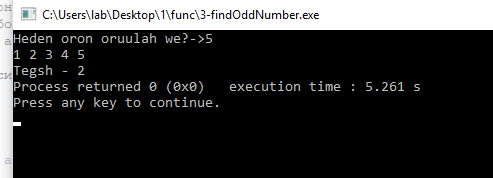 C:\Users\lab\Desktop\1\func\3-findOddNumber.exe
Heden oron oruulah we?->5
1 2 3 4 5
Tegsh - 2
Process returned 0 (0x0)   execution time : 5.261 s
Press any key to continue.